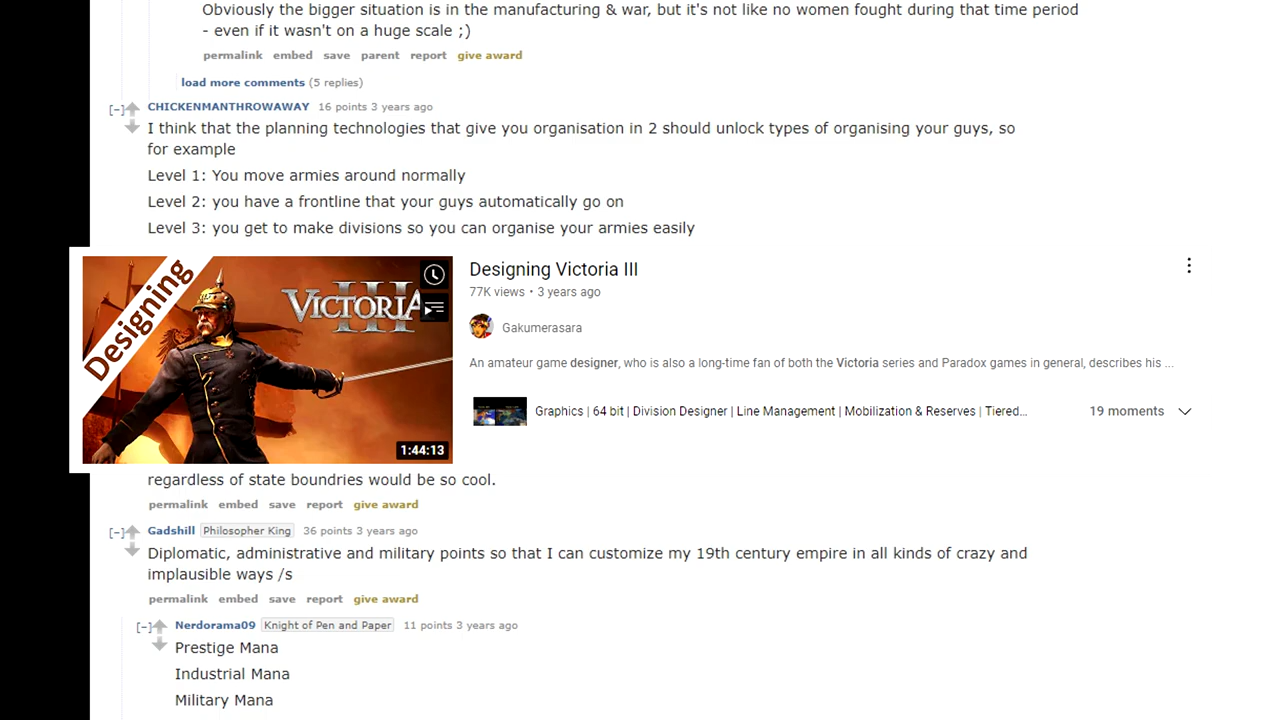 Obviously the bigger situation is in the manufacturing & war, but it's not like no women fought during that time period
- even if it wasn't on a huge scale ;)
permalink embed save parent report give award
load more comments (5 replies)
[-] CHICKENMANTHROWAWAY 16 points 3 years ago
I think that the planning technologies that give you organisation in 2 should unlock types of organising your guys, so
for example
Level 1: You move armies around normally
Level 2: you have a frontline that your guys automatically go on
Level 3: you get to make divisions so you can organise your armies easily
Designing
VICTORIA
III
1:44:13
Designing Victoria III
77K views • 3 years ago
Gakumerasara
An amateur game designer, who is also a long-time fan of both the Victoria series and Paradox games in general, describes his ...
Graphics | 64 bit | Division Designer | Line Management | Mobilization & Reserves | Tiered... 19 moments
regardless of state boundries would be so cool.
permalink embed save report give award
[-] Gadshill Philosopher King 36 points 3 years ago
Diplomatic, administrative and military points so that I can customize my 19th century empire in all kinds of crazy and
implausible ways /s
permalink embed save report give award
[-] Nerdorama09 Knight of Pen and Paper 11 points 3 years ago
Prestige Mana
Industrial Mana
Military Mana